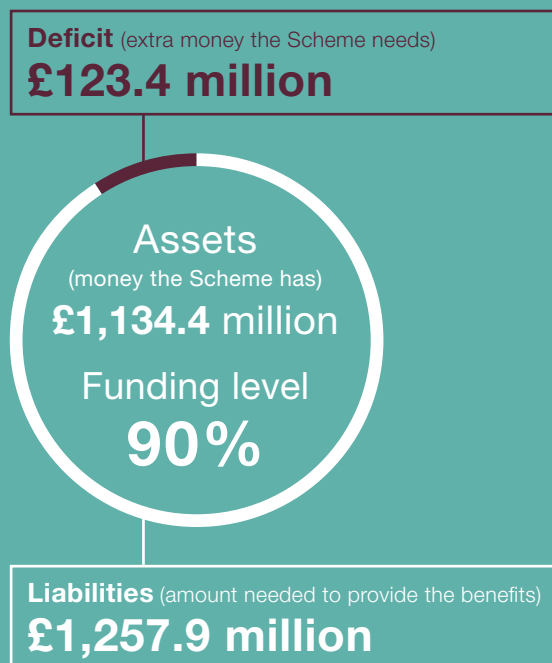 Deficit (extra money the Scheme needs)
£123.4 million
Assets
(money the Scheme has)
£1,134.4 million
Funding level
90%
Liabilities (amount needed to provide the benefits)
£1,257.9 million